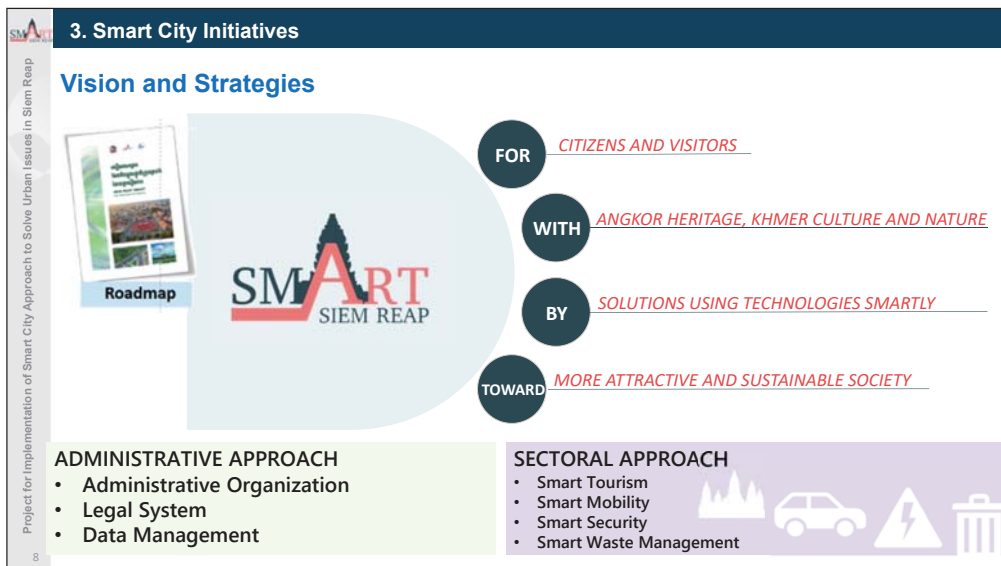 SMART
3. Smart City Initiatives
Project for Implementation of Smart City Approach to Solve Urban Issues in Siem Reap
Vision and Strategies
Roadmap
SMART
SIEM REAP
FOR
CITIZENS AND VISITORS
WITH
ANGKOR HERITAGE, KHMER CULTURE AND NATURE
BY
SOLUTIONS USING TECHNOLOGIES SMARTLY
TOWARD
MORE ATTRACTIVE AND SUSTAINABLE SOCIETY
ADMINISTRATIVE APPROACH
• Administrative Organization
• Legal System
• Data Management
SECTORAL APPROACH
• Smart Tourism
• Smart Mobility
• Smart Security
• Smart Waste Management
8